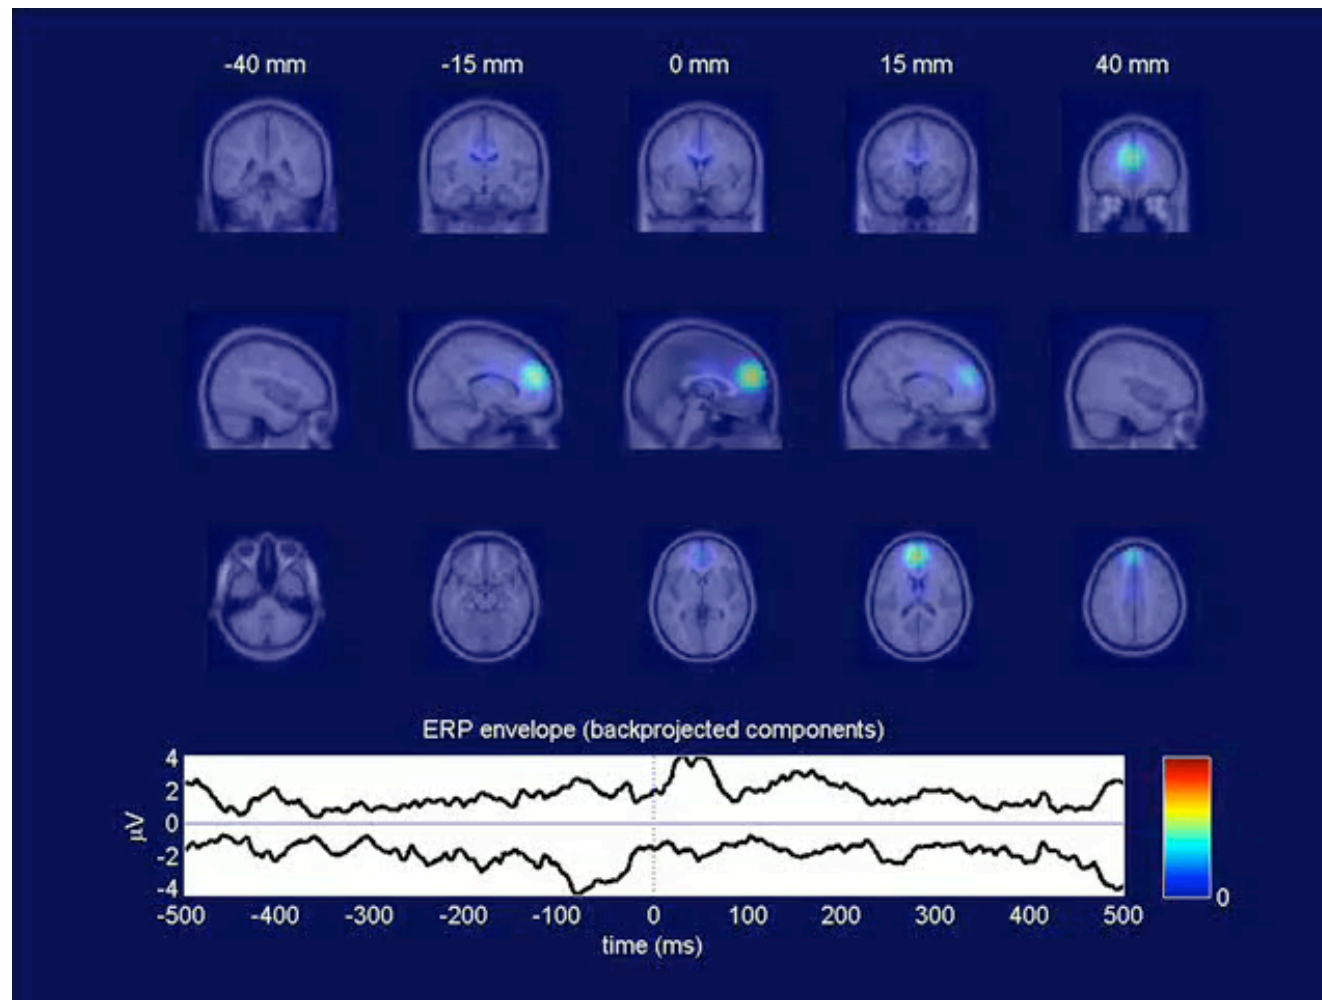 -40 mm -15 mm 0 mm 15 mm 40 mm
ERP envelope (backprojected components)
4
2
0
-2
-4
μV
0
-500 -400 -300 -200 -100 0 100 200 300 400 500
time (ms)